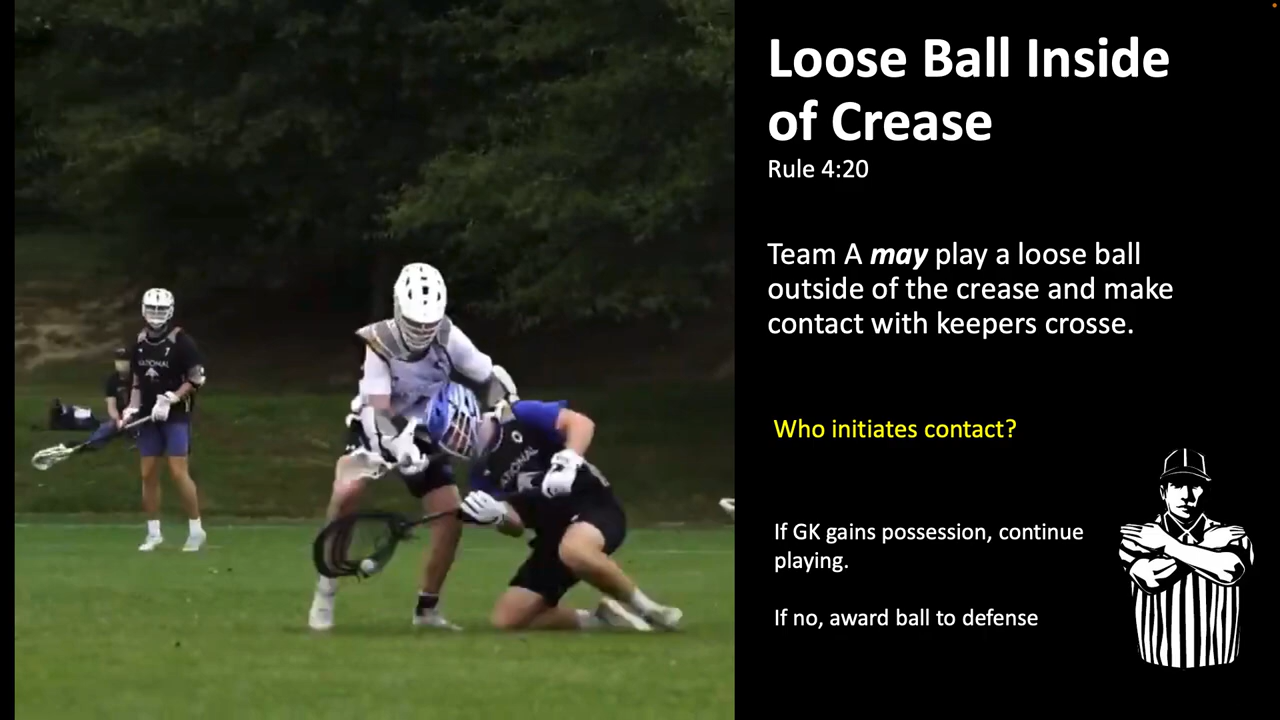 Loose Ball Inside
of Crease
Rule 4:20
Team A may play a loose ball
outside of the crease and make
contact with keepers crosse.
Who initiates contact?
If GK gains possession, continue
playing.
If no, award ball to defense
NATIONAL
NATIONAL